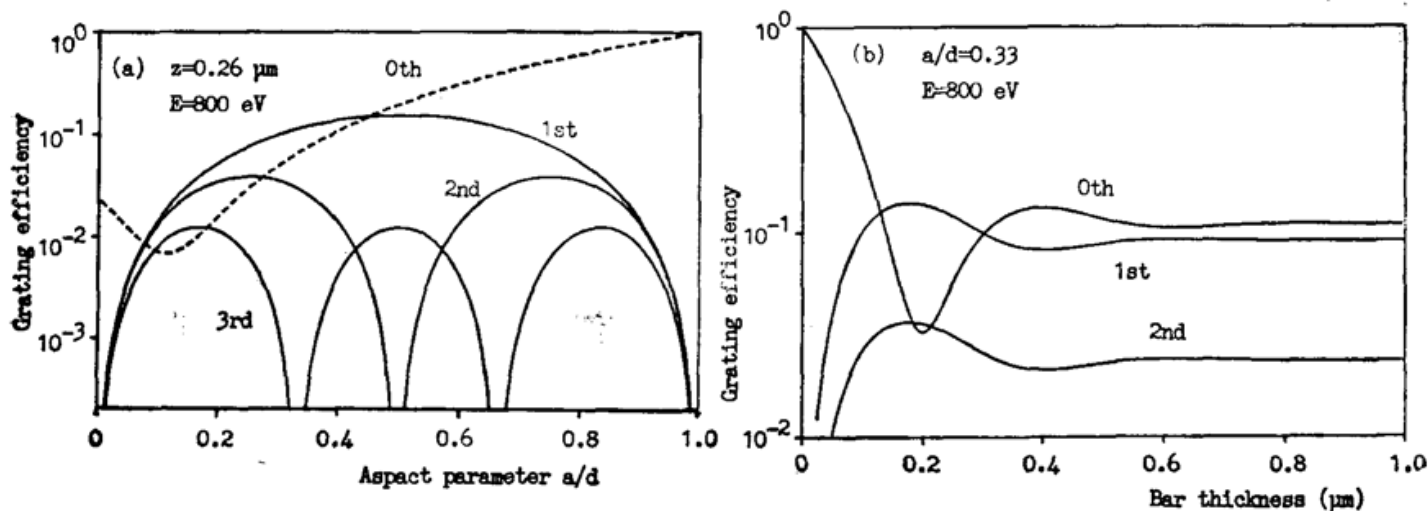 (a) z=0.26 µm
E=800 eV
0th
1st
2nd
3rd
Grating efficiency
10^0
10^-1
10^-2
10^-3
0 0.2 0.4 0.6 0.8 1.0
Aspect parameter a/d
(b) a/d=0.33
E=800 eV
0th
1st
2nd
Grating efficiency
10^0
10^-1
10^-2
0 0.2 0.4 0.6 0.8 1.0
Bar thickness (µm)